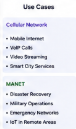 Use Cases
Cellular Network
• Mobile Internet
• VoIP Calls
• Video Streaming
• Smart City Services
MANET
• Disaster Recovery
• Military Operations
• Emergency Networks
• IoT in Remote Areas